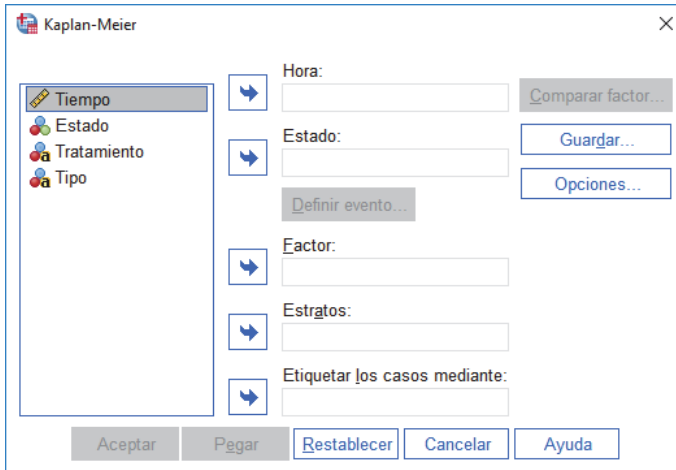 Kaplan-Meier
Tiempo
Estado
Tratamiento
Tipo
Hora:
Estado:
Definir evento...
Factor:
Estratos:
Etiquetar los casos mediante:
Comparar factor...
Guardar...
Opciones...
Aceptar
Pegar
Restablecer
Cancelar
Ayuda